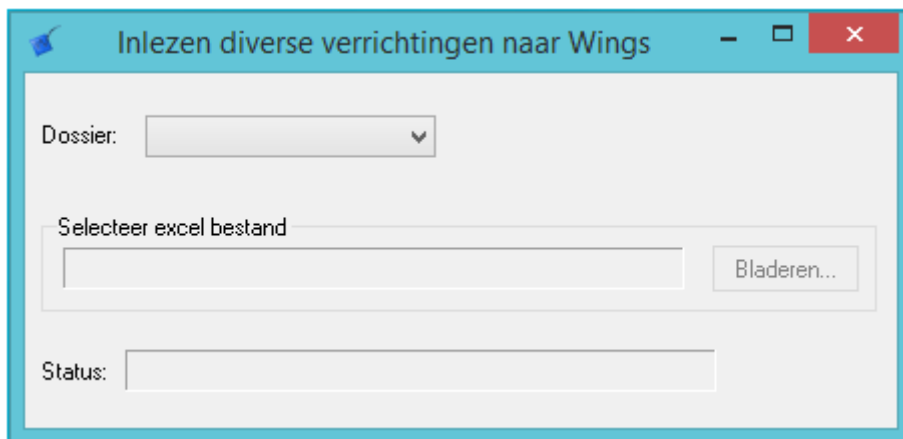 Inlezen diverse verrichtingen naar Wings
Dossier:
Selecteer excel bestand
Bladeren...
Status: